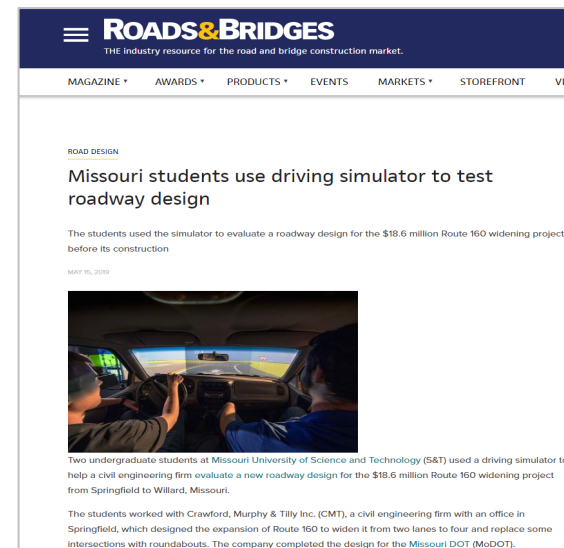 ROADS&BRIDGES
THE industry resource for the road and bridge construction market.
MAGAZINE AWARDS PRODUCTS EVENTS MARKETS STOREFRONT VI
ROAD DESIGN
Missouri students use driving simulator to test
roadway design
The students used the simulator to evaluate a roadway design for the $18.6 million Route 160 widening project
before its construction
MAY 15, 2019
Two undergraduate students at Missouri University of Science and Technology (S&T) used a driving simulator to
help a civil engineering firm evaluate a new roadway design for the $18.6 million Route 160 widening project
from Springfield to Willard, Missouri.
The students worked with Crawford, Murphy & Tilly Inc. (CMT), a civil engineering firm with an office in
Springfield, which designed the expansion of Route 160 to widen it from two lanes to four and replace some
intersections with roundabouts. The company completed the design for the Missouri DOT (MoDOT).